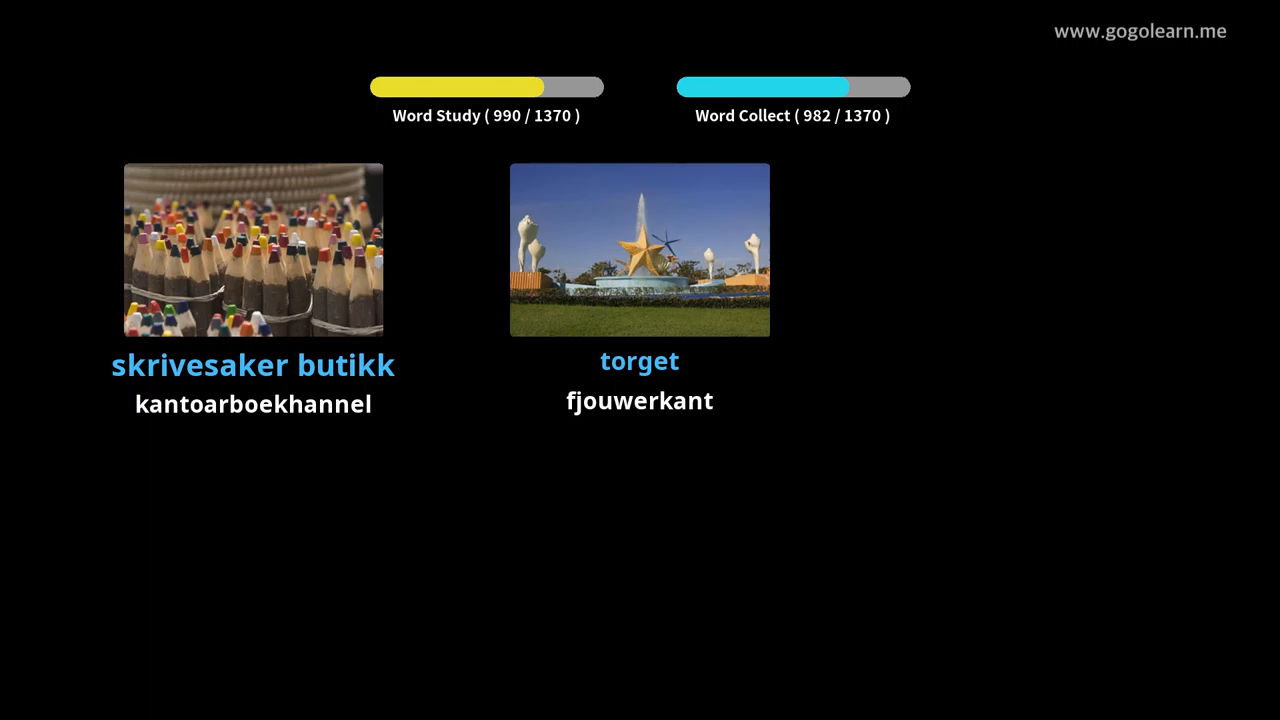 www.gogolearn.me
Word Study ( 990 / 1370 )
Word Collect ( 982 / 1370 )
skrivesaker butikk
kantoarboekhannel
torget
fjouwerkant